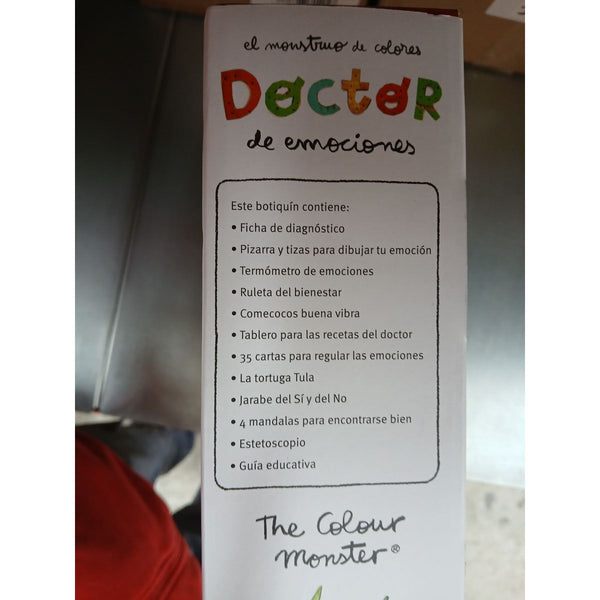 el monstruo de colores
DoctoR
de emociones
Este botiquín contiene:
• Ficha de diagnóstico
• Pizarra y tizas para dibujar tu emoción
• Termómetro de emociones
• Ruleta del bienestar
• Comecocos buena vibra
• Tablero para las recetas del doctor
• 35 cartas para regular las emociones
• La tortuga Tula
• Jarabe del Sí y del No
• 4 mandalas para encontrarse bien
• Estetoscopio
• Guía educativa
The Colour
Monster®